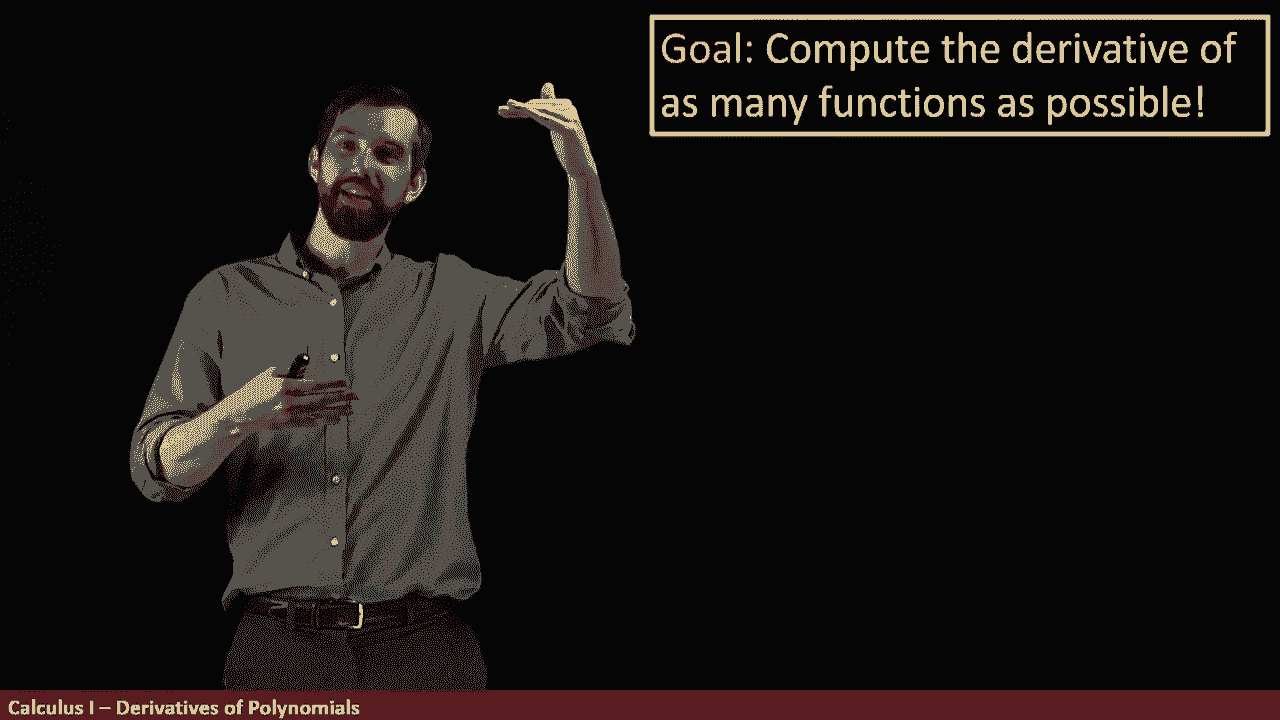 Goal: Compute the derivative of
as many functions as possible!
Calculus I – Derivatives of Polynomials